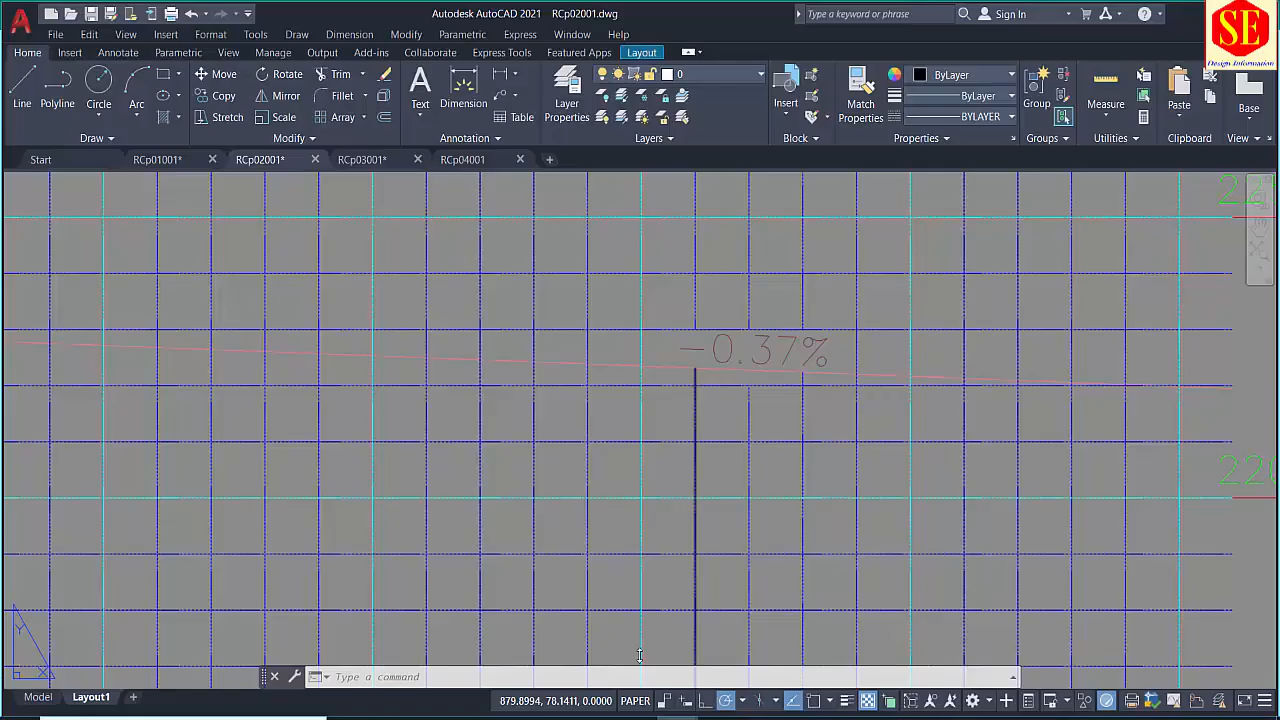 Autodesk AutoCAD 2021 RCp02001.dwg
Type a keyword or phrase
Sign In
SE
Design Information
File Edit View Insert Format Tools Draw Dimension Modify Parametric Express Window Help
Home Insert Annotate Parametric View Manage Output Add-ins Collaborate Express Tools Featured Apps Layout
Move Rotate Trim
0
ByLayer
Line Polyline Circle Arc
Copy Mirror Fillet
Text Dimension
Layer Properties
Insert
Match Properties
ByLayer
Group
Measure
Paste
Base
Stretch Scale Array
Table
BYLAYER
Draw Modify Annotation Layers Block Properties Groups Utilities Clipboard View
Start RCp01001* RCp02001* RCp03001* RCp04001
-0.37%
Y
X
Type a command
Model Layout1
879.8994, 78.1411, 0.0000 PAPER